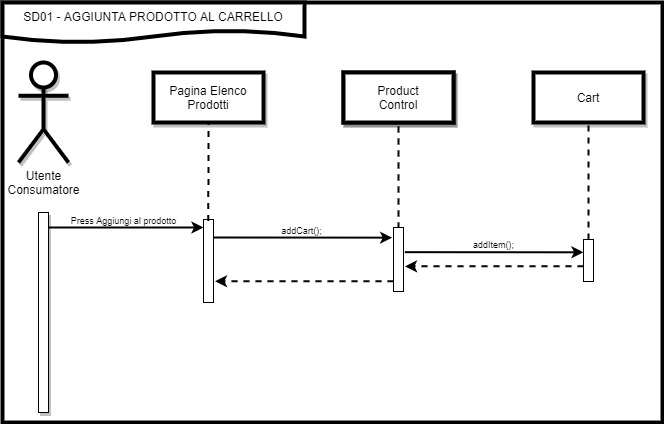 SD01 - AGGIUNTA PRODOTTO AL CARRELLO
Pagina Elenco
Prodotti
Product
Control
Cart
Utente
Consumatore
Press Aggiungi al prodotto
addCart();
addItem();